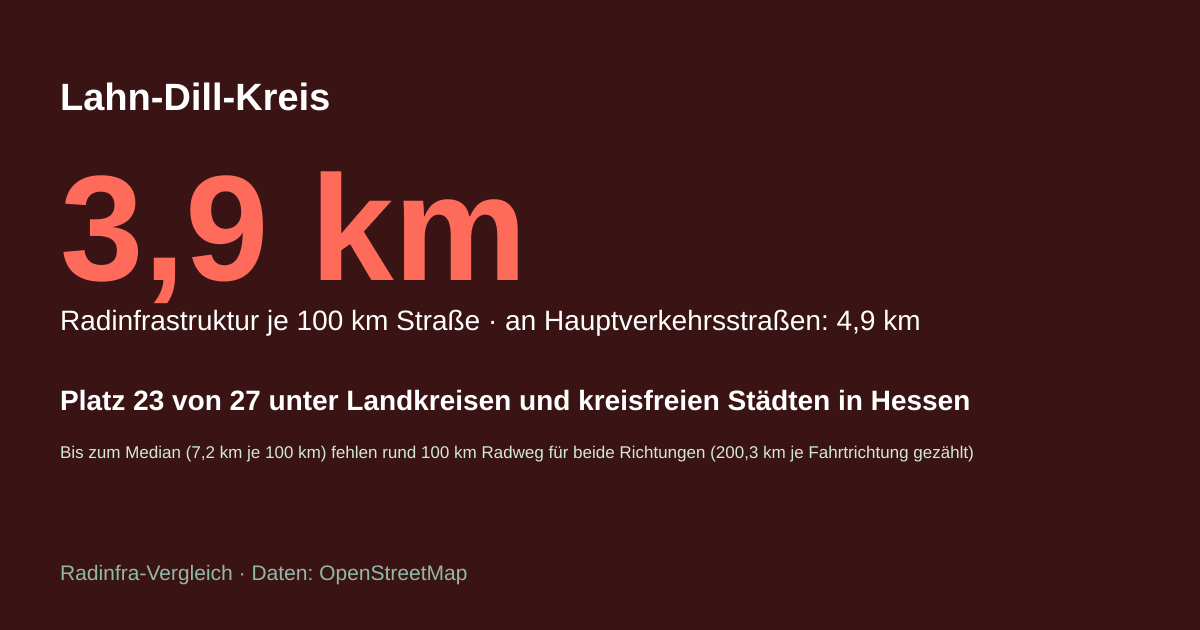 Lahn-Dill-Kreis
3,9 km
Radinfrastruktur je 100 km Straße · an Hauptverkehrsstraßen: 4,9 km
Platz 23 von 27 unter Landkreisen und kreisfreien Städten in Hessen
Bis zum Median (7,2 km je 100 km) fehlen rund 100 km Radweg für beide Richtungen (200,3 km je Fahrtrichtung gezählt)
Radinfra-Vergleich · Daten: OpenStreetMap